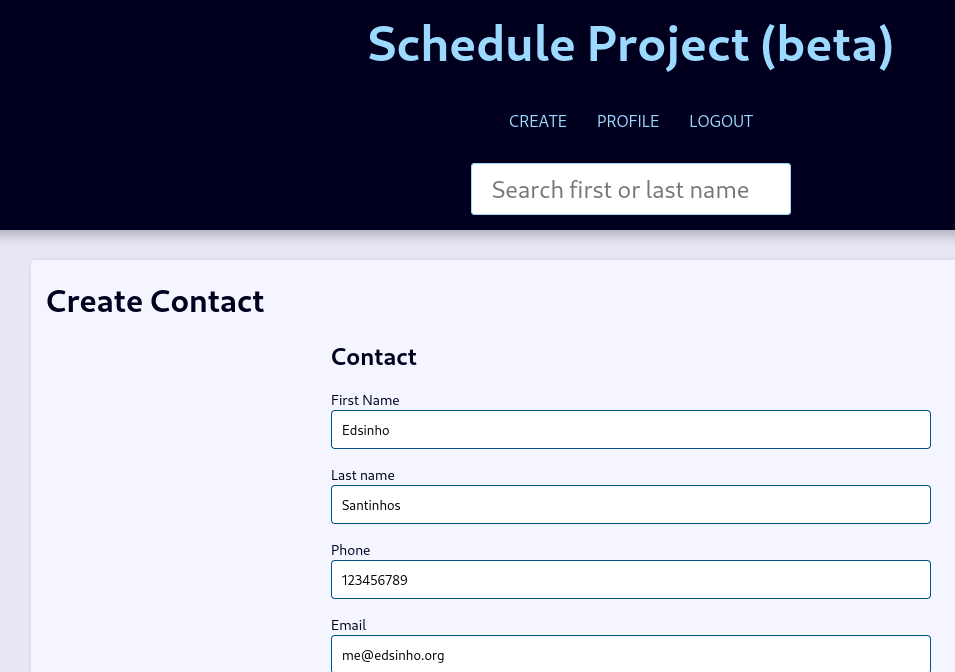 Schedule Project (beta)
CREATE PROFILE LOGOUT
Search first or last name
Create Contact
Contact
First Name
Edsinho
Last name
Santinhos
Phone
123456789
Email
me@edsinho.org